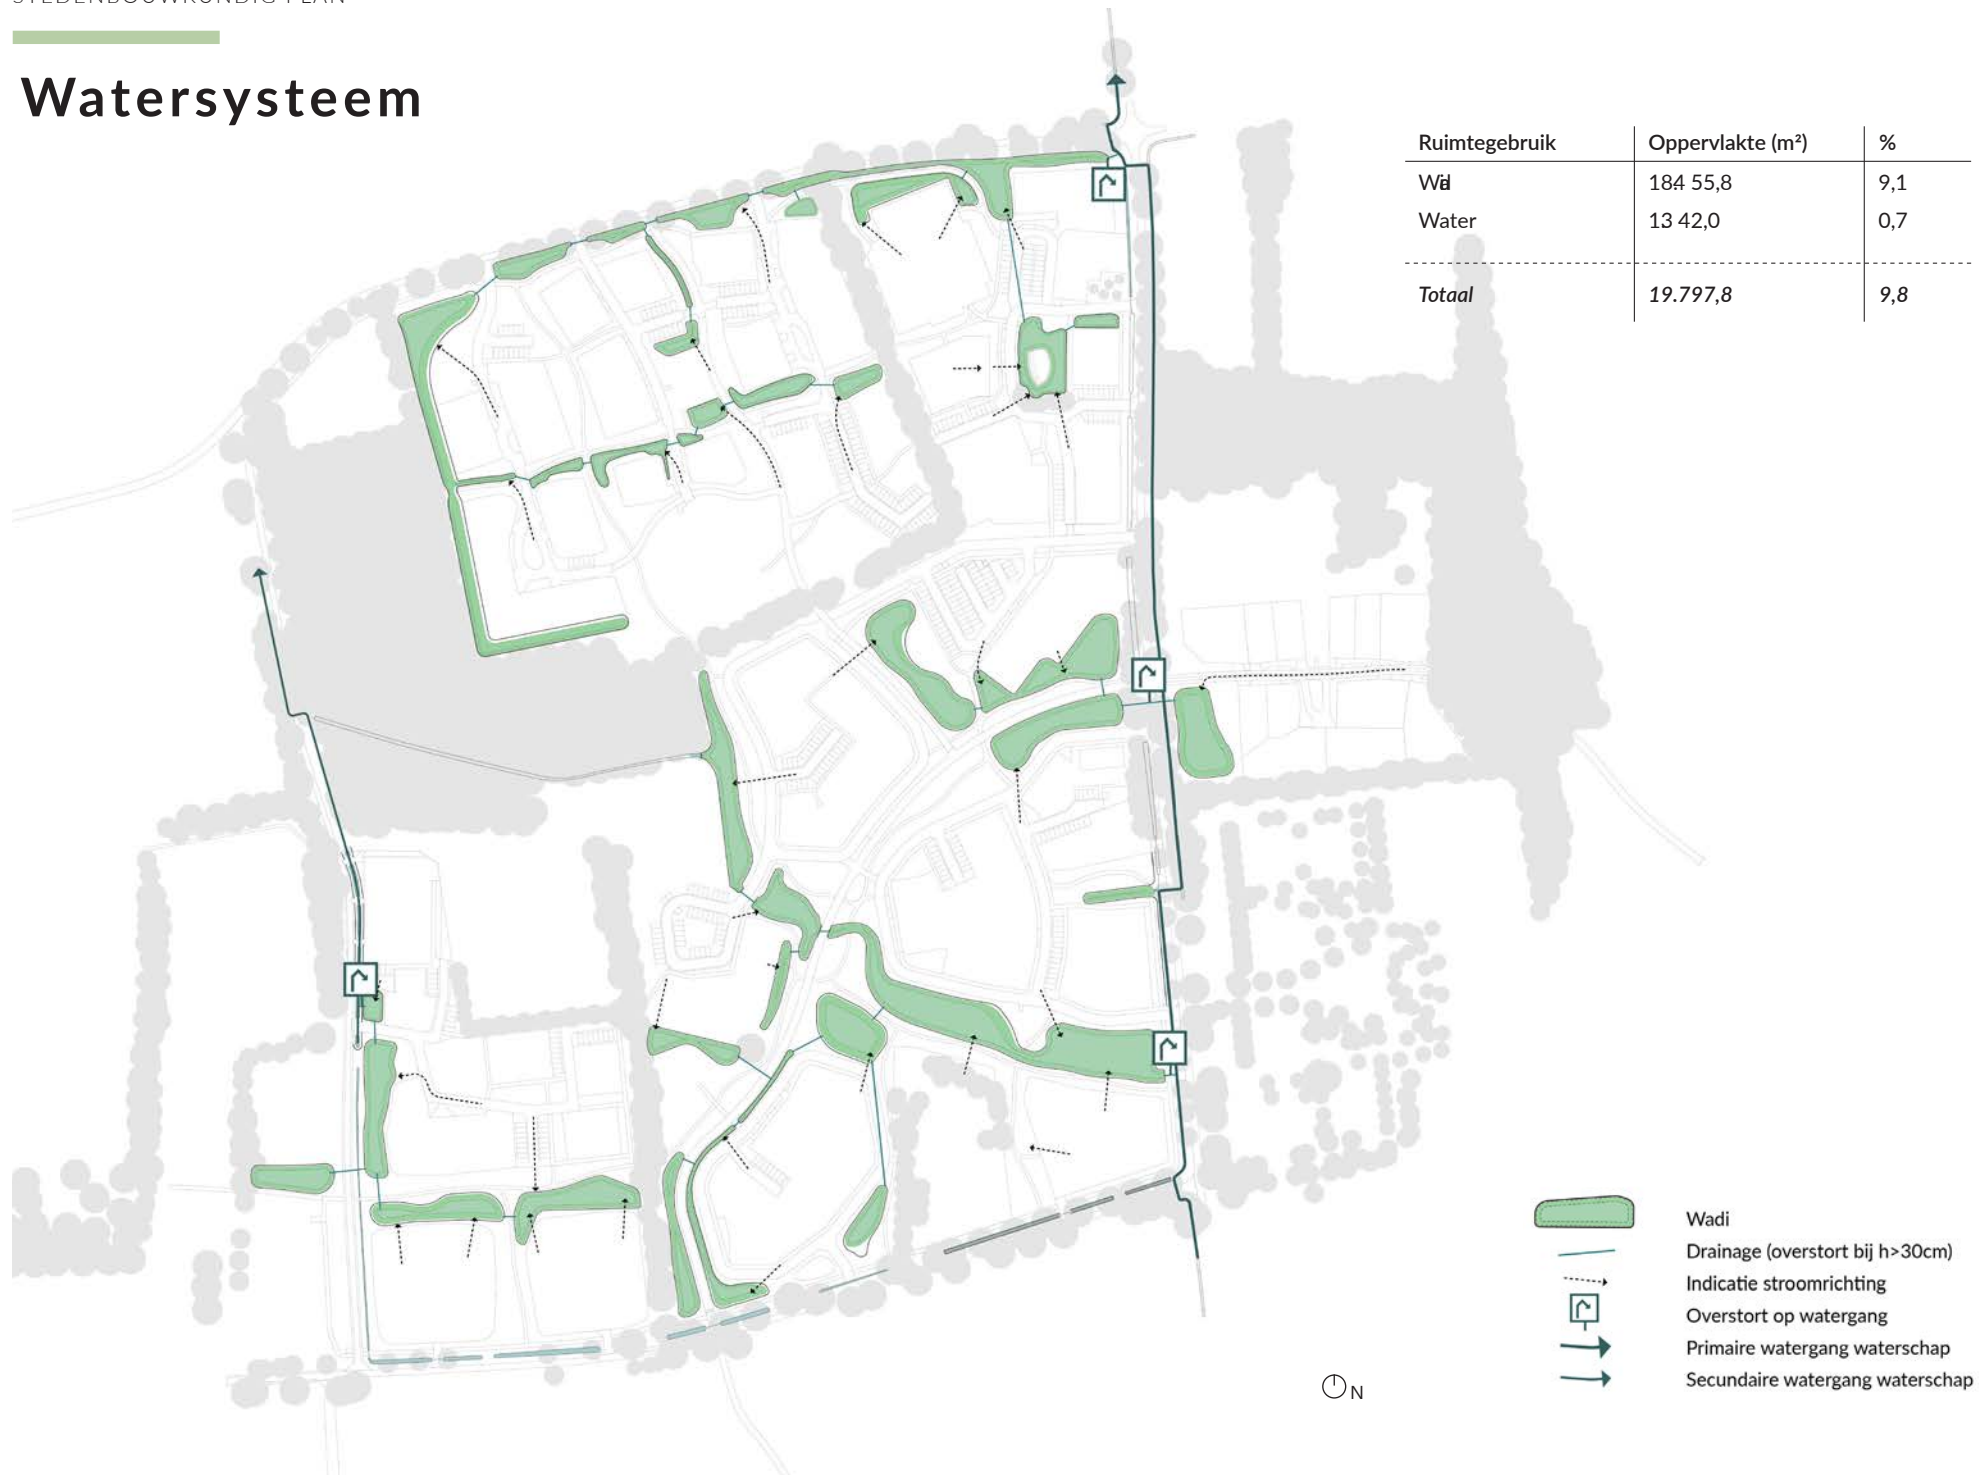 STEDENBOUWKUNDIG PLAN
Watersysteem
Ruimtegebruik Oppervlakte (m²) %
Wadi 184 55,8 9,1
Water 13 42,0 0,7
Totaal 19.797,8 9,8
Wadi
Drainage (overstort bij h>30cm)
Indicatie stroomrichting
Overstort op watergang
Primaire watergang waterschap
Secundaire watergang waterschap
N